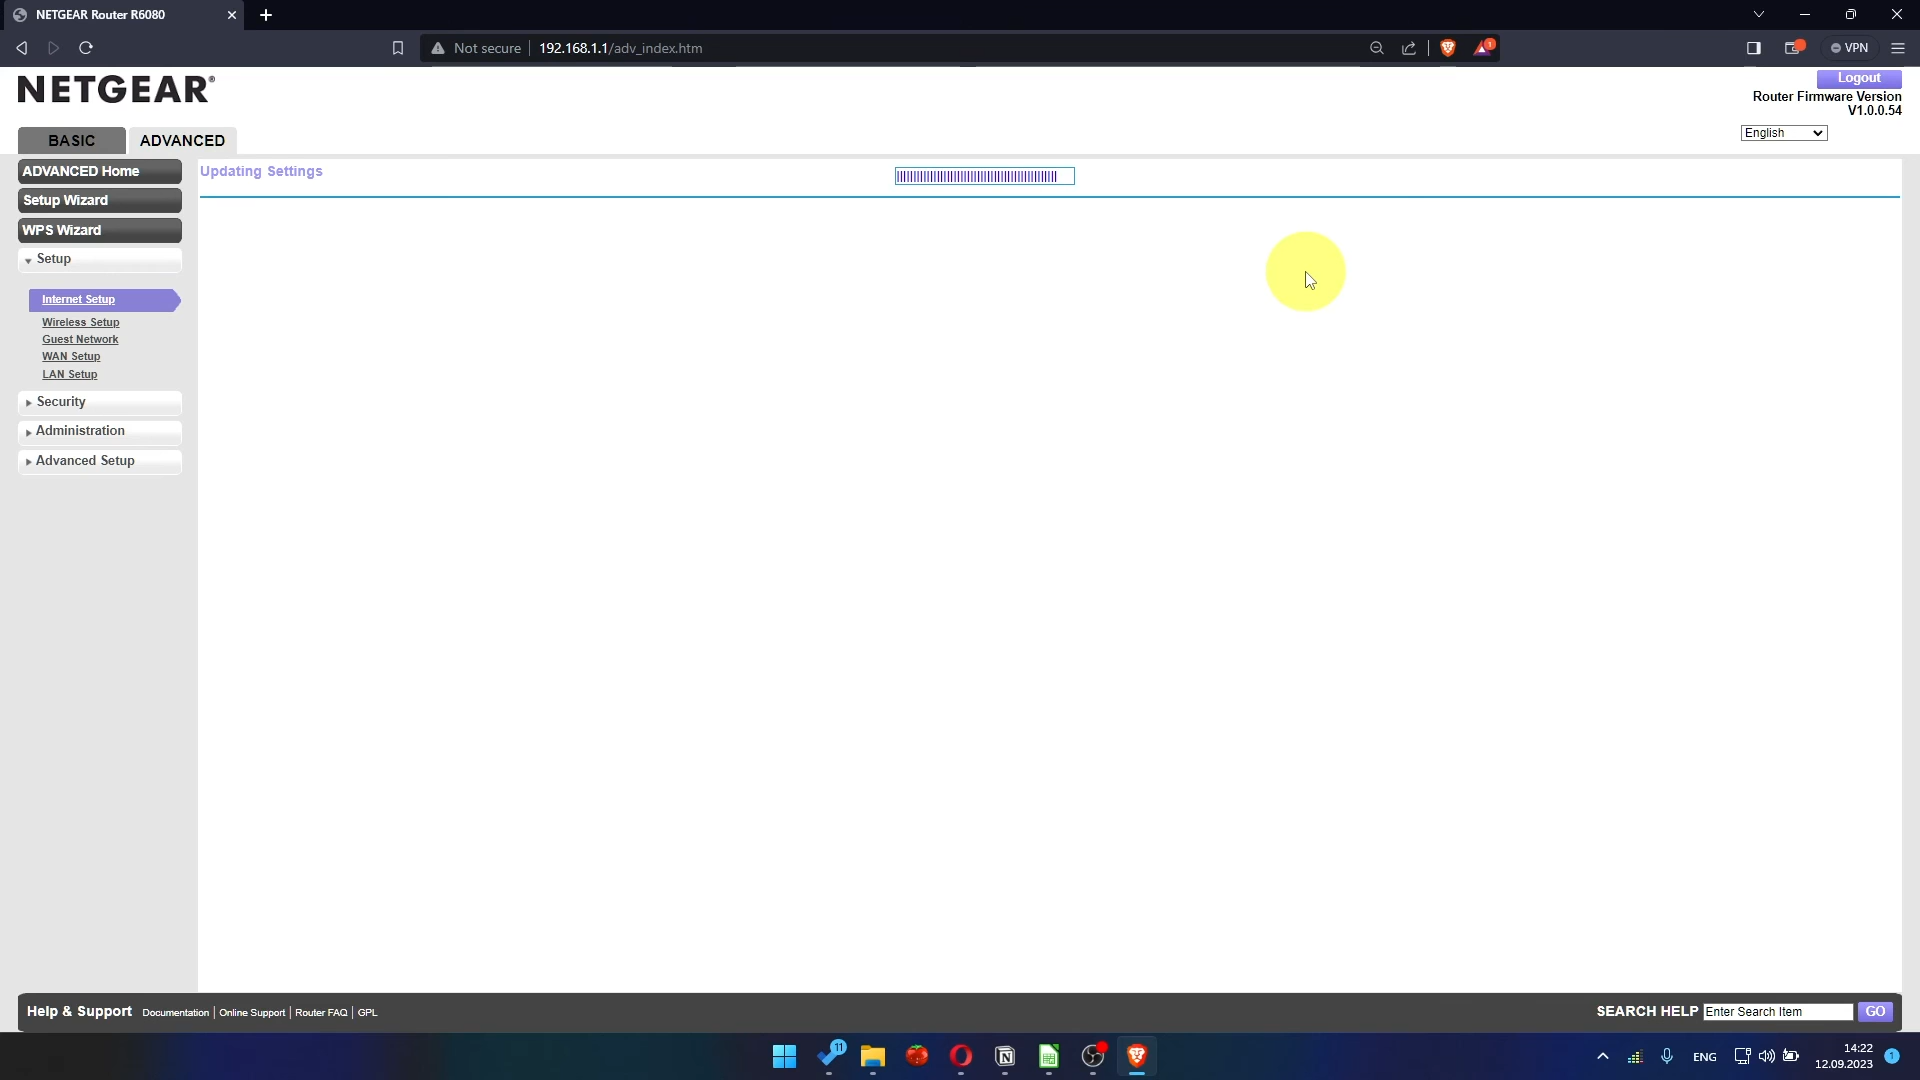 NETGEAR Router R6080
Not secure 192.168.1.1/adv_index.htm
1
VPN
NETGEAR®
Logout
Router Firmware Version
V1.0.0.54
BASIC ADVANCED
English
ADVANCED Home
Updating Settings
Setup Wizard
WPS Wizard
Setup
Internet Setup
Wireless Setup
Guest Network
WAN Setup
LAN Setup
Security
Administration
Advanced Setup
Help & Support Documentation | Online Support | Router FAQ | GPL
SEARCH HELP Enter Search Item GO
11
ENG
14:22
12.09.2023
1